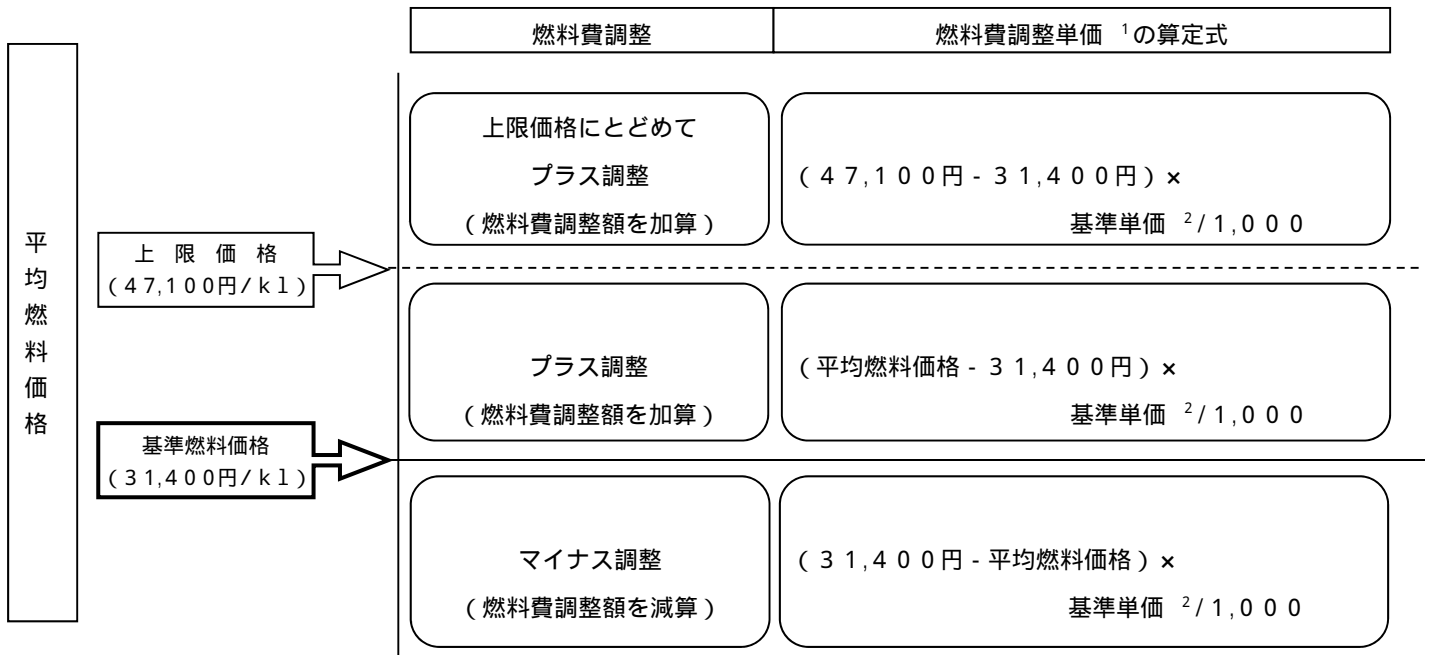 燃料費調整
燃料費調整単価 1の算定式
平均燃料価格
上限価格にとどめて
プラス調整
(燃料費調整額を加算)
(47,100円-31,400円)×
基準単価 2/1,000
上 限 価 格
(47,100円/kl)
プラス調整
(燃料費調整額を加算)
(平均燃料価格-31,400円)×
基準単価 2/1,000
基準燃料価格
(31,400円/kl)
マイナス調整
(燃料費調整額を減算)
(31,400円-平均燃料価格)×
基準単価 2/1,000